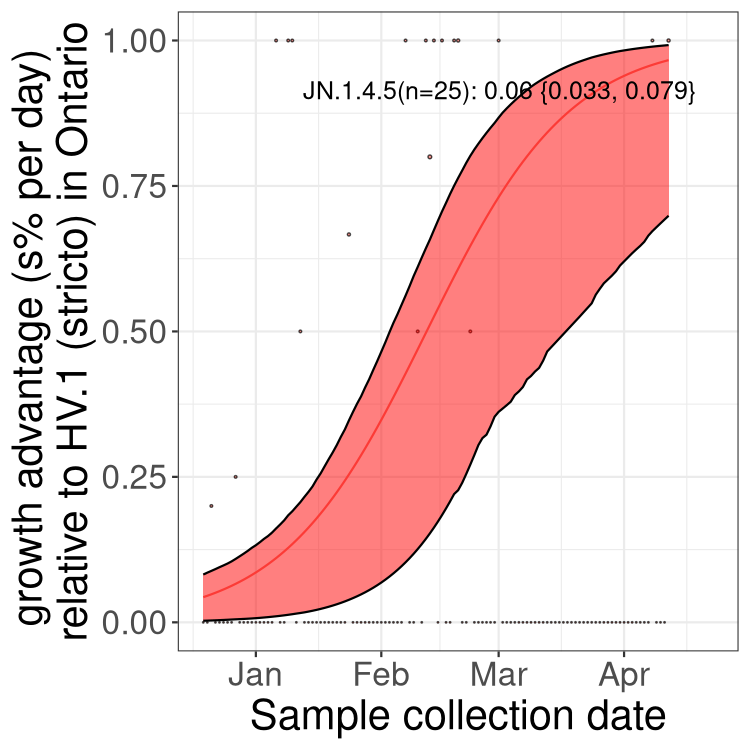 growth advantage (s% per day)
relative to HV.1 (stricto) in Ontario
1.00
0.75
0.50
0.25
0.00
JN.1.4.5(n=25): 0.06 {0.033, 0.079}
Jan Feb Mar Apr
Sample collection date